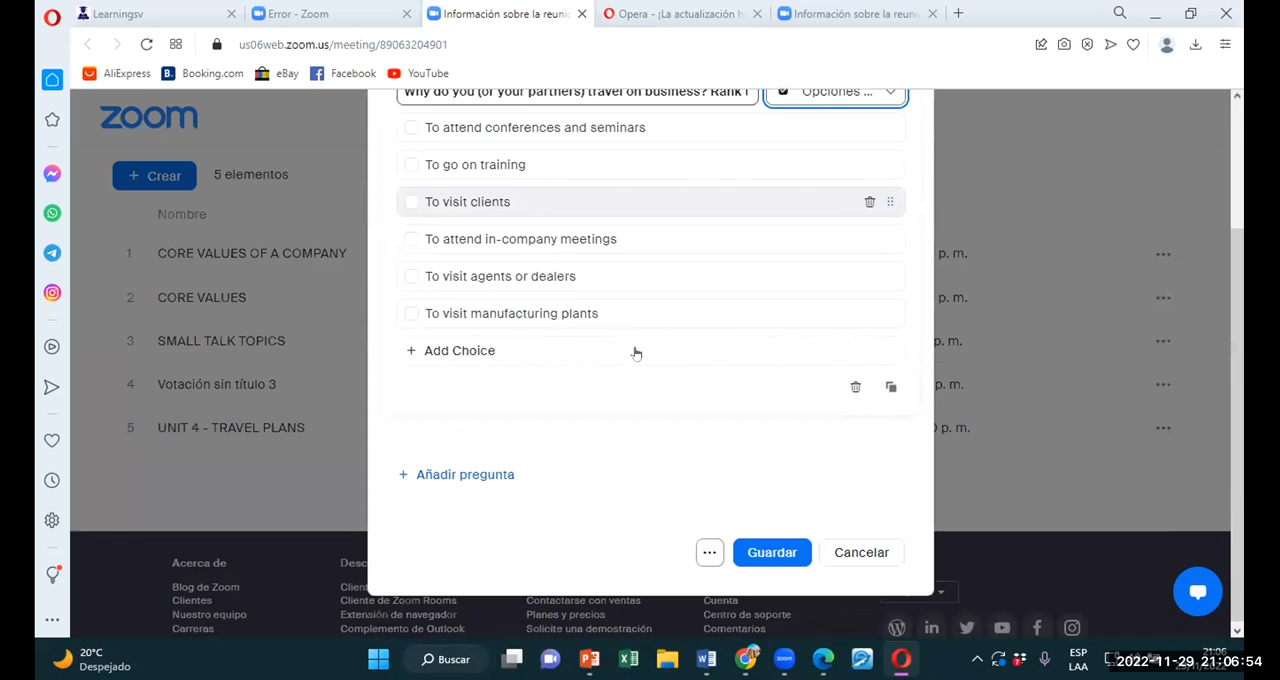 Learningsv
Error - Zoom
Información sobre la reuni
Opera - ¡La actualización h
Información sobre la reuni
us06web.zoom.us/meeting/89063204901
AliExpress
Booking.com
eBay
Facebook
YouTube
zoom
Why do you (or your partners) travel on business? Rank
Opciones ...
To attend conferences and seminars
+ Crear
5 elementos
To go on training
Nombre
To visit clients
To attend in-company meetings
1 CORE VALUES OF A COMPANY
p. m.
To visit agents or dealers
2 CORE VALUES
p. m.
To visit manufacturing plants
3 SMALL TALK TOPICS
p. m.
+ Add Choice
4 Votación sin título 3
p. m.
5 UNIT 4 - TRAVEL PLANS
p. m.
+ Añadir pregunta
... Guardar Cancelar
Acerca de
Blog de Zoom
Clientes
Nuestro equipo
Carreras
Desc
Client
Cliente de Zoom Rooms
Extensión de navegador
Complemento de Outlook
Contactarse con ventas
Planes y precios
Solicite una demostración
Cuenta
Centro de soporte
Comentarios
20°C
Despejado
Buscar
zoom
ESP
LAA
2022-11-29, 21:06:54